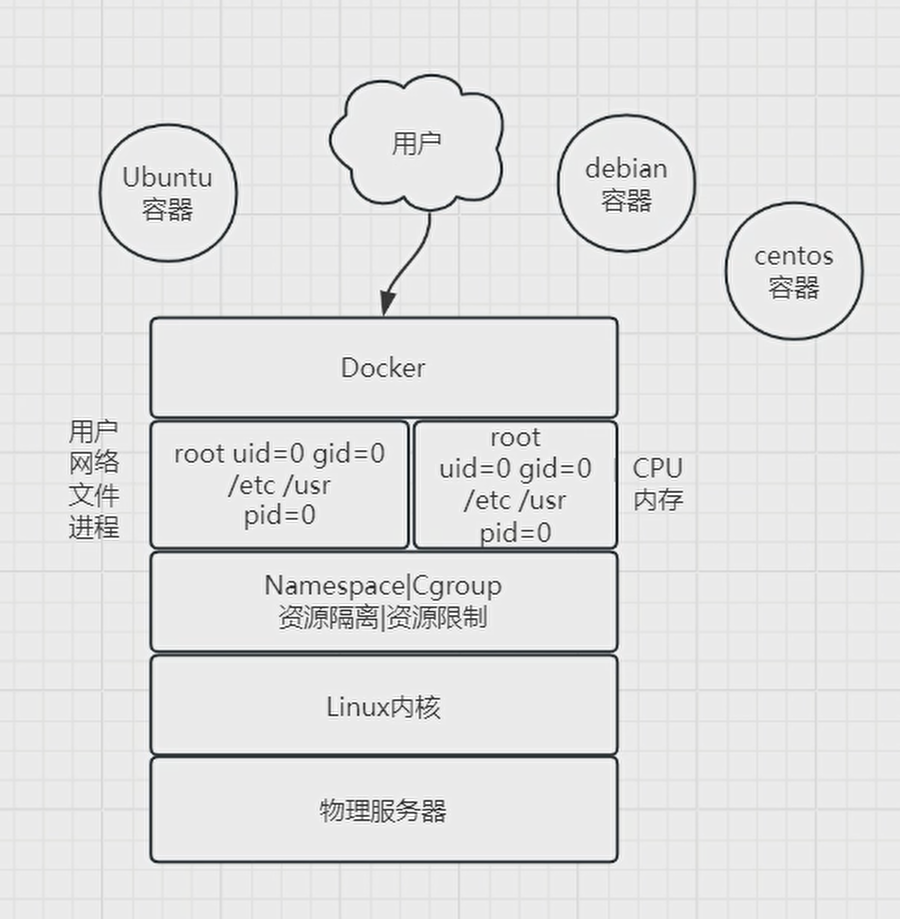 用户
Ubuntu
容器
debian
容器
centos
容器
Docker
用户
网络
文件
进程
root uid=0 gid=0
/etc /usr
pid=0
root
uid=0 gid=0
/etc /usr
pid=0
CPU
内存
Namespace|Cgroup
资源隔离|资源限制
Linux内核
物理服务器